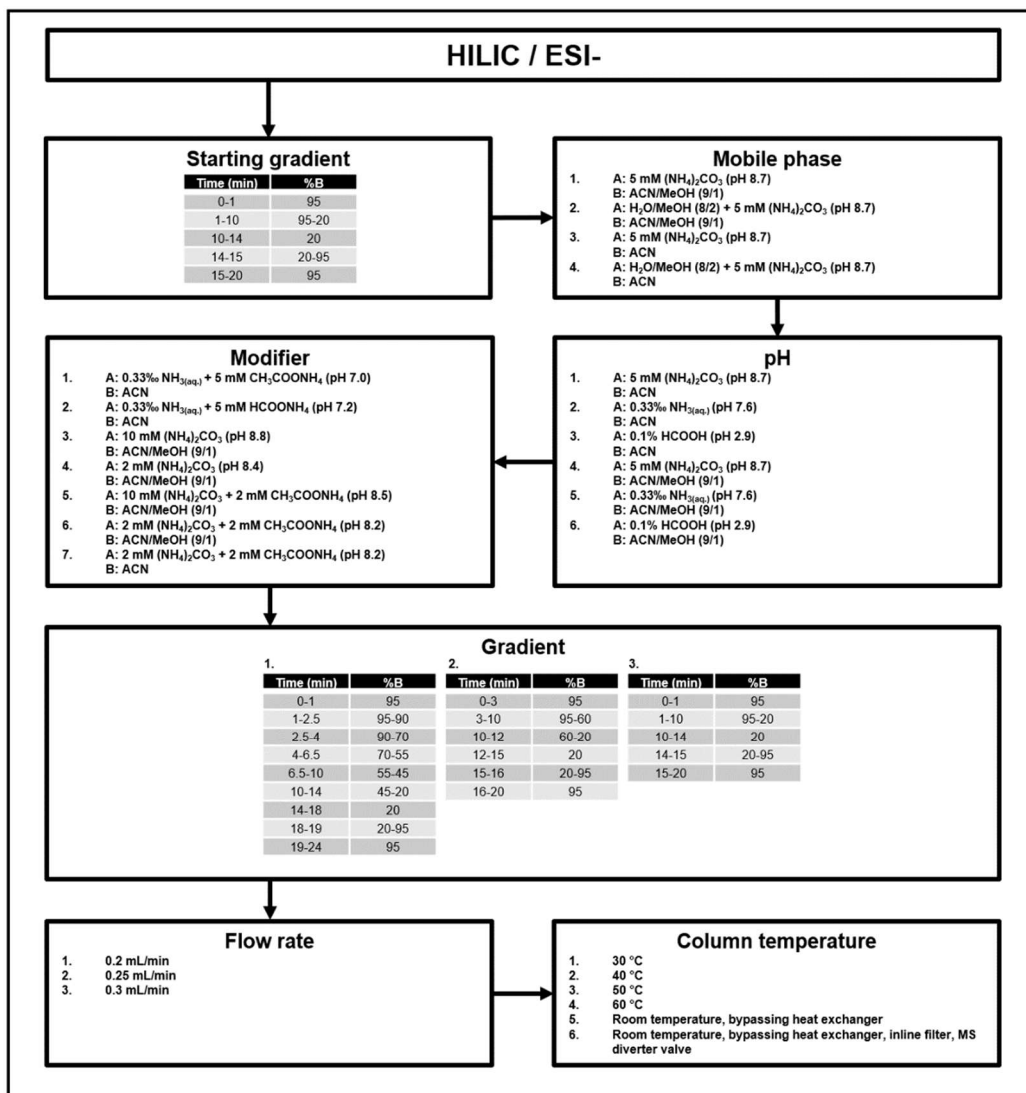 HILIC / ESI-
Starting gradient
Time (min) %B
0-1 95
1-10 95-20
10-14 20
14-15 20-95
15-20 95
Mobile phase
1. A: 5 mM (NH₄)₂CO₃ (pH 8.7)
B: ACN/MeOH (9/1)
2. A: H₂O/MeOH (8/2) + 5 mM (NH₄)₂CO₃ (pH 8.7)
B: ACN/MeOH (9/1)
3. A: 5 mM (NH₄)₂CO₃ (pH 8.7)
B: ACN
4. A: H₂O/MeOH (8/2) + 5 mM (NH₄)₂CO₃ (pH 8.7)
B: ACN
pH
1. A: 5 mM (NH₄)₂CO₃ (pH 8.7)
B: ACN
2. A: 0.33‰ NH₃(aq.) (pH 7.6)
B: ACN
3. A: 0.1% HCOOH (pH 2.9)
B: ACN
4. A: 5 mM (NH₄)₂CO₃ (pH 8.7)
B: ACN/MeOH (9/1)
5. A: 0.33‰ NH₃(aq.) (pH 7.6)
B: ACN/MeOH (9/1)
6. A: 0.1% HCOOH (pH 2.9)
B: ACN/MeOH (9/1)
Modifier
1. A: 0.33‰ NH₃(aq.) + 5 mM CH₃COONH₄ (pH 7.0)
B: ACN
2. A: 0.33‰ NH₃(aq.) + 5 mM HCOONH₄ (pH 7.2)
B: ACN
3. A: 10 mM (NH₄)₂CO₃ (pH 8.8)
B: ACN/MeOH (9/1)
4. A: 2 mM (NH₄)₂CO₃ (pH 8.4)
B: ACN/MeOH (9/1)
5. A: 10 mM (NH₄)₂CO₃ + 2 mM CH₃COONH₄ (pH 8.5)
B: ACN/MeOH (9/1)
6. A: 2 mM (NH₄)₂CO₃ + 2 mM CH₃COONH₄ (pH 8.2)
B: ACN/MeOH (9/1)
7. A: 2 mM (NH₄)₂CO₃ + 2 mM CH₃COONH₄ (pH 8.2)
B: ACN
Gradient
1.
Time (min) %B
0-1 95
1-2.5 95-90
2.5-4 90-70
4-6.5 70-55
6.5-10 55-45
10-14 45-20
14-18 20
18-19 20-95
19-24 95
2.
Time (min) %B
0-3 95
3-10 95-60
10-12 60-20
12-15 20
15-16 20-95
16-20 95
3.
Time (min) %B
0-1 95
1-10 95-20
10-14 20
14-15 20-95
15-20 95
Flow rate
1. 0.2 mL/min
2. 0.25 mL/min
3. 0.3 mL/min
Column temperature
1. 30 °C
2. 40 °C
3. 50 °C
4. 60 °C
5. Room temperature, bypassing heat exchanger
6. Room temperature, bypassing heat exchanger, inline filter, MS
diverter valve